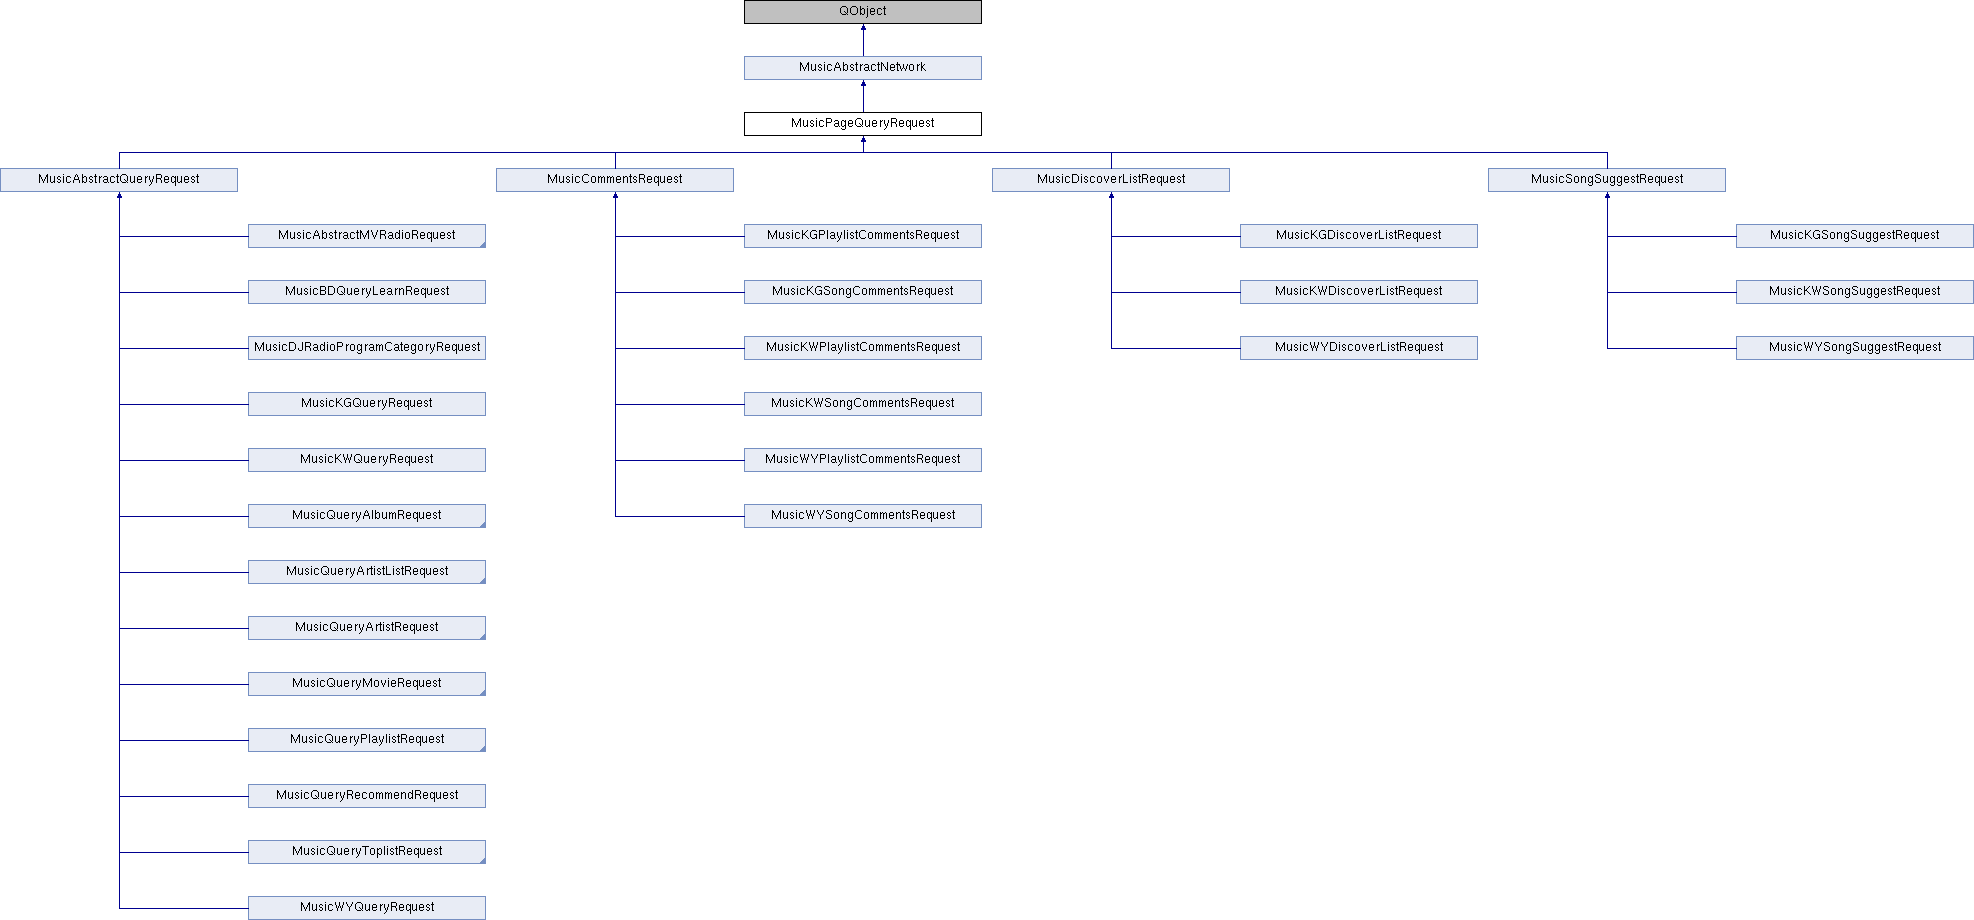 QObject
MusicAbstractNetwork
MusicPageQueryRequest
MusicAbstractQueryRequest
MusicCommentsRequest
MusicDiscoverListRequest
MusicSongSuggestRequest
MusicAbstractMVRadioRequest
MusicKGPlaylistCommentsRequest
MusicKGDiscoverListRequest
MusicKGSongSuggestRequest
MusicBDQueryLearnRequest
MusicKGSongCommentsRequest
MusicKWDiscoverListRequest
MusicKWSongSuggestRequest
MusicDJRadioProgramCategoryRequest
MusicKWPlaylistCommentsRequest
MusicWYDiscoverListRequest
MusicWYSongSuggestRequest
MusicKGQueryRequest
MusicKWSongCommentsRequest
MusicKWQueryRequest
MusicWYPlaylistCommentsRequest
MusicQueryAlbumRequest
MusicWYSongCommentsRequest
MusicQueryArtistListRequest
MusicQueryArtistRequest
MusicQueryMovieRequest
MusicQueryPlaylistRequest
MusicQueryRecommendRequest
MusicQueryToplistRequest
MusicWYQueryRequest